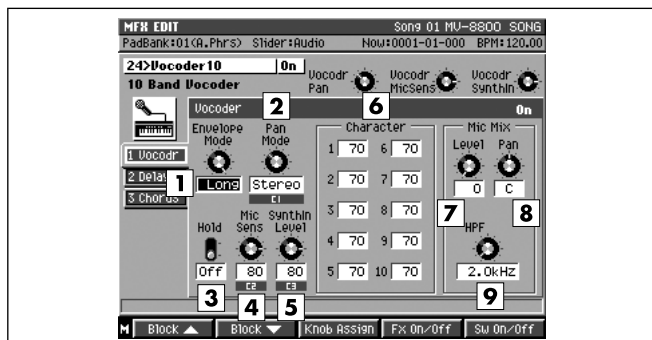 MFX EDIT Song 01 MV-8800 SONG
PadBank:01(A.Phrs) Slider:Audio Now:0001-01-000 BPM:120.00
24>Vocoder10 On
10 Band Vocoder
Vocodr Pan
Vocodr MicSens
Vocodr SynthIn
6
Vocoder 2 On
Envelope Mode
Pan Mode
Character
Mic Mix
1 Vocodr
2 Delay
3 Chorus
1
Long
Stereo
C1
Hold
Mic Sens
SynthIn Level
Off
80
80
C2
C3
3 4 5
1 70 6 70
2 70 7 70
3 70 8 70
4 70 9 70
5 70 10 70
Level Pan
0 C
7 8
HPF
2.0kHz
9
M Block ▲ Block ▼ Knob Assign Fx On/Off Sw On/Off